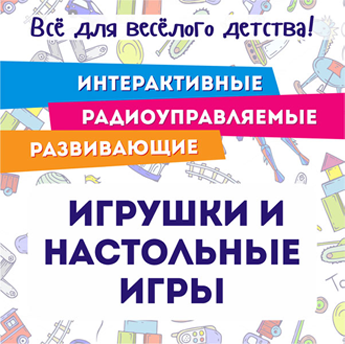 Всё для весёлого детства!
ИНТЕРАКТИВНЫЕ
РАДИОУПРАВЛЯЕМЫЕ
РАЗВИВАЮЩИЕ
ИГРУШКИ И
НАСТОЛЬНЫЕ
ИГРЫ